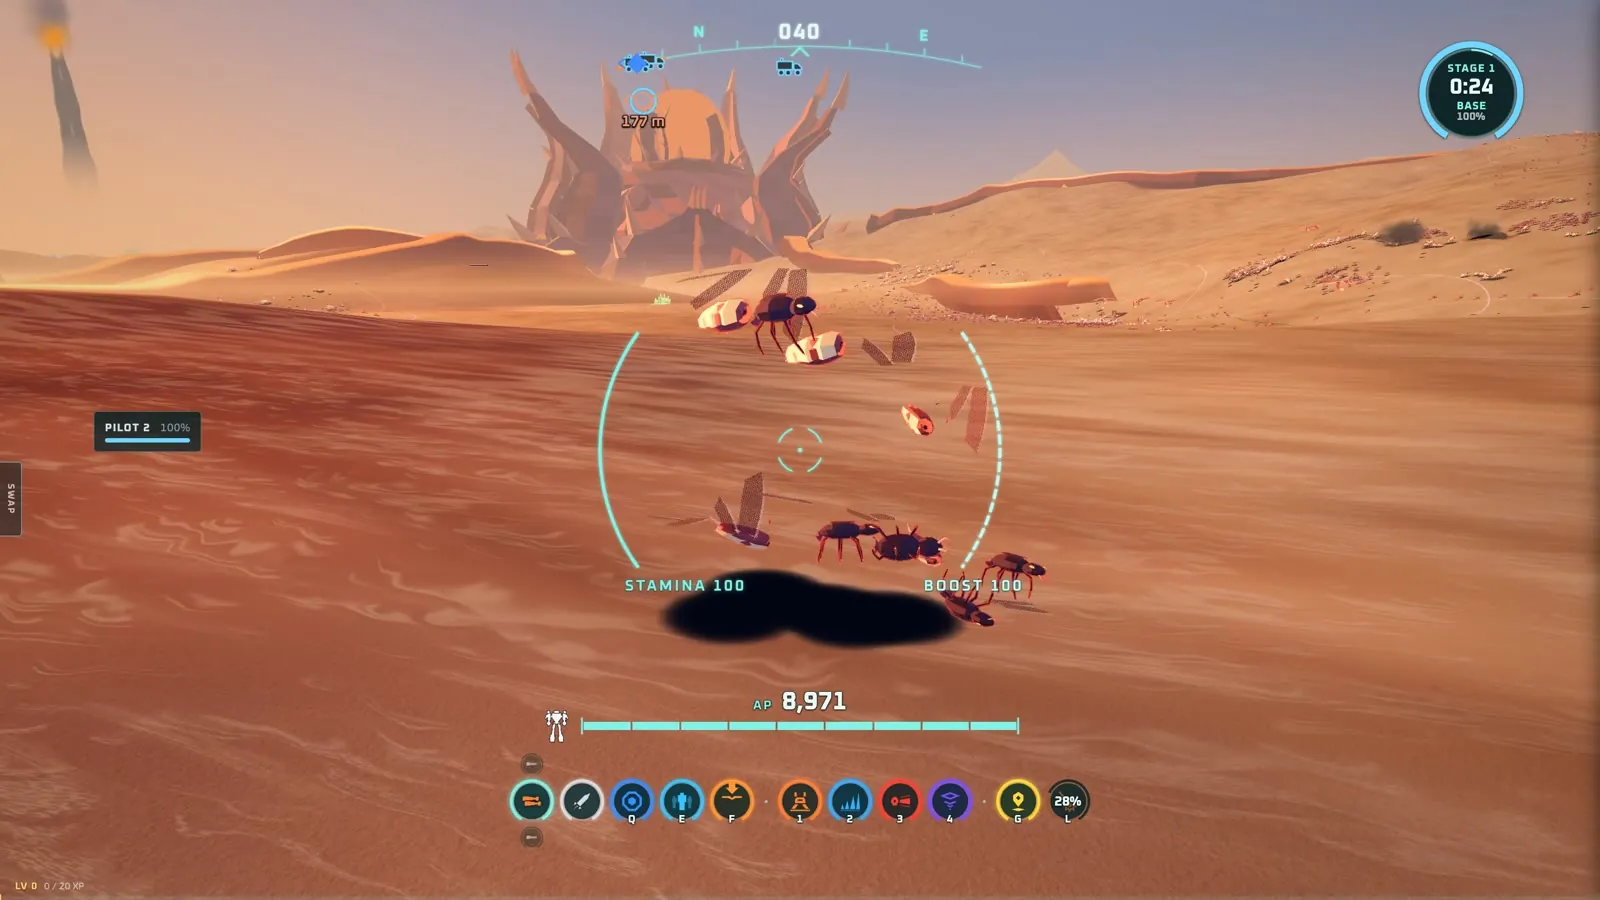 N 040 E
177 m
STAGE 1
0:24
BASE
100%
PILOT 2 100%
SWAP
STAMINA 100
BOOST 100
AP 8,971
Q E F 1 2 3 4 G L
28%
LV 0 0 / 20 XP